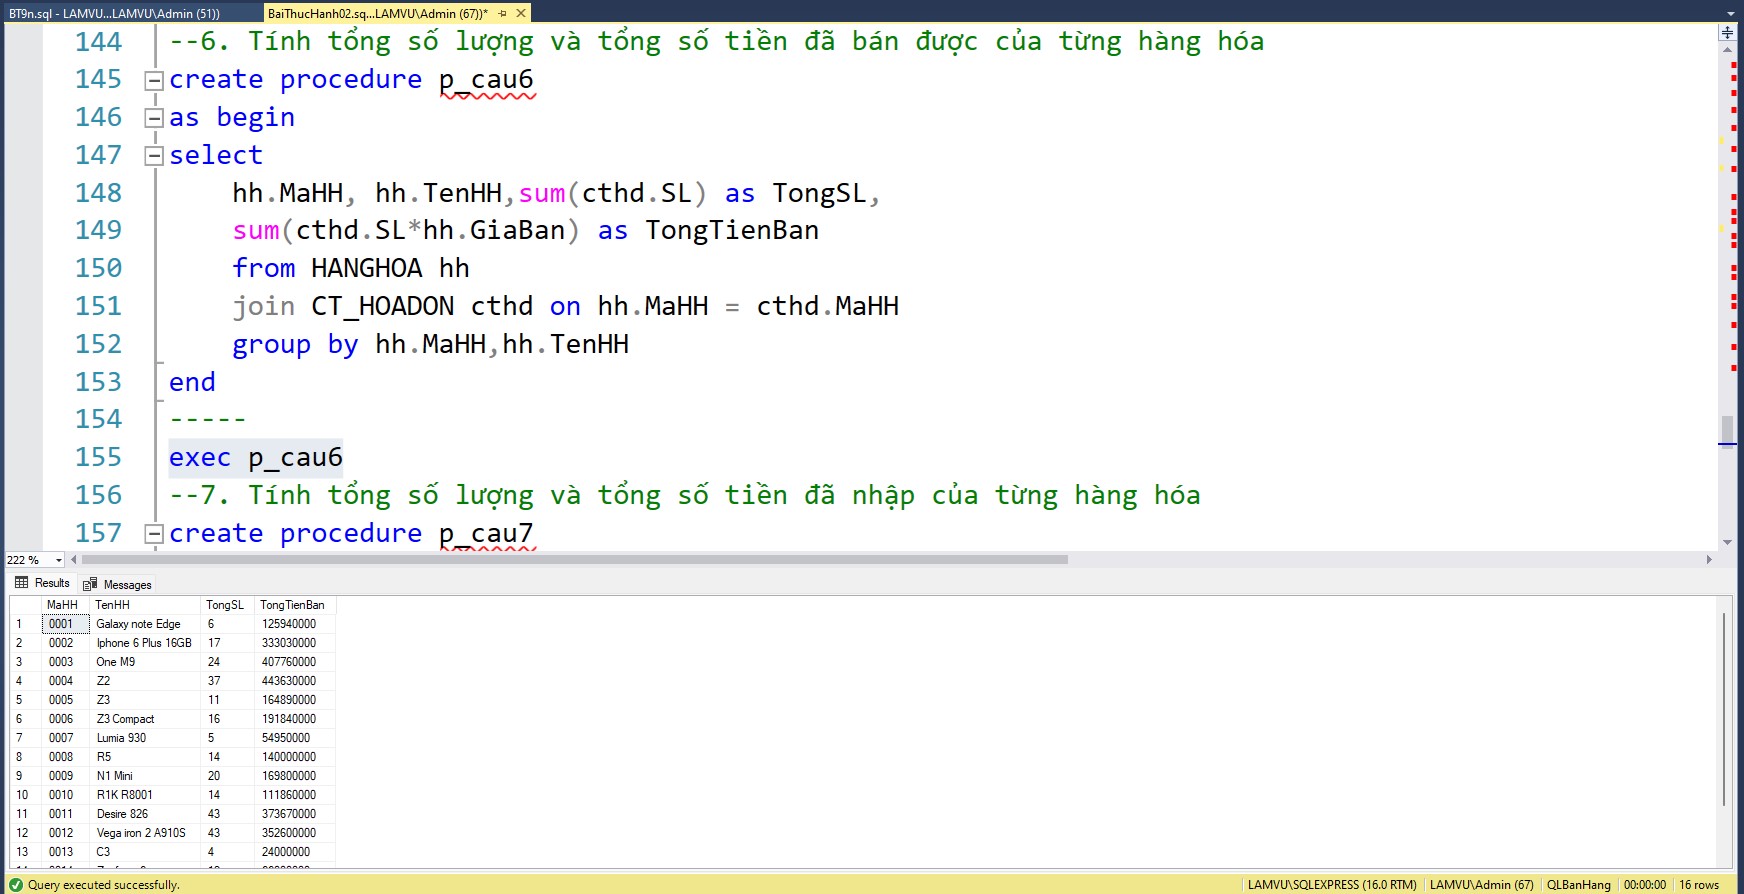 BT9n.sql - LAMVU...LAMVU\Admin (51))
BaiThucHanh02.sq...LAMVU\Admin (67))*
144 --6. Tính tổng số lượng và tổng số tiền đã bán được của từng hàng hóa
145 create procedure p_cau6
146 as begin
147 select
148 hh.MaHH, hh.TenHH,sum(cthd.SL) as TongSL,
149 sum(cthd.SL*hh.GiaBan) as TongTienBan
150 from HANGHOA hh
151 join CT_HOADON cthd on hh.MaHH = cthd.MaHH
152 group by hh.MaHH,hh.TenHH
153 end
154 -----
155 exec p_cau6
156 --7. Tính tổng số lượng và tổng số tiền đã nhập của từng hàng hóa
157 create procedure p_cau7
222 %
Results Messages
MaHH TenHH TongSL TongTienBan
1 0001 Galaxy note Edge 6 125940000
2 0002 Iphone 6 Plus 16GB 17 333030000
3 0003 One M9 24 407760000
4 0004 Z2 37 443630000
5 0005 Z3 11 164890000
6 0006 Z3 Compact 16 191840000
7 0007 Lumia 930 5 54950000
8 0008 R5 14 140000000
9 0009 N1 Mini 20 169800000
10 0010 R1K R8001 14 111860000
11 0011 Desire 826 43 373670000
12 0012 Vega iron 2 A910S 43 352600000
13 0013 C3 4 24000000
Query executed successfully.
LAMVU\SQLEXPRESS (16.0 RTM) LAMVU\Admin (67) QLBanHang 00:00:00 16 rows